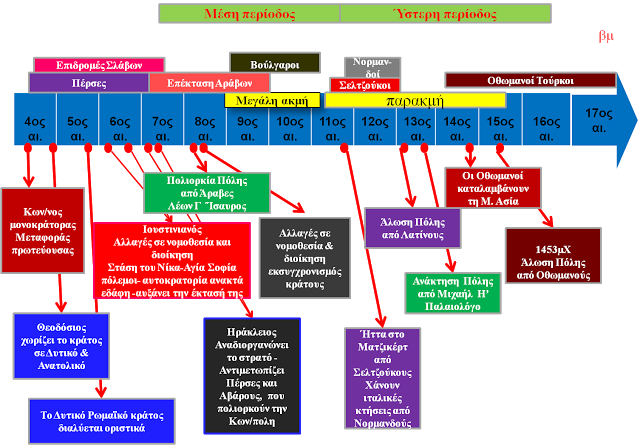 Μέση περίοδος
Ύστερη περίοδος
βμ
Επιδρομές Σλάβων
Πέρσες
Επέκταση Αράβων
Βούλγαροι
Μεγάλη ακμή
Νορμαν-
δοί
Σελτζούκοι
παρακμή
Οθωμανοί Τούρκοι
4ος
αι.
5ος
αι.
6ος
αι.
7ος
αι.
8ος
αι.
9ος
αι.
10ος
αι.
11ος
αι.
12ος
αι.
13ος
αι.
14ος
αι.
15ος
αι.
16ος
αι.
17ος
αι.
Κων/νος
μονοκράτορας
Μεταφοράς
πρωτεύουσας
Πολιορκία Πόλης
από Άραβες
Λέων Γ΄ Ίσαυρος
Ιουστινιανός
Αλλαγές σε νομοθεσία και
διοίκηση
Στάση του Νίκα-Αγία Σοφία
πόλεμοι- αυτοκρατορία ανακτά
εδάφη -αυξάνει την έκτασή της
Αλλαγές σε
νομοθεσία &
διοίκηση
εκσυγχρονισμός
κράτους
Άλωση Πόλης
από Λατίνους
Οι Οθωμανοί
καταλαμβάνουν
τη Μ. Ασία
1453μΧ
Άλωση Πόλης
από Οθωμανούς
Ανάκτηση Πόλης
από Μιχαήλ Η’
Παλαιολόγο
Θεοδόσιος
χωρίζει το κράτος
σε Δυτικό &
Ανατολικό
Ηράκλειος
Αναδιοργανώνει
το στρατό -
Αντιμετωπίζει
Πέρσες και
Αβάρους, που
πολιορκούν την
Κων/πολη
Ήττα στο
Ματζικέρτ
από
Σελτζούκους
Χάνουν
ιταλικές
κτήσεις από
Νορμανδούς
Το Δυτικό Ρωμαϊκό κράτος
διαλύεται οριστικά